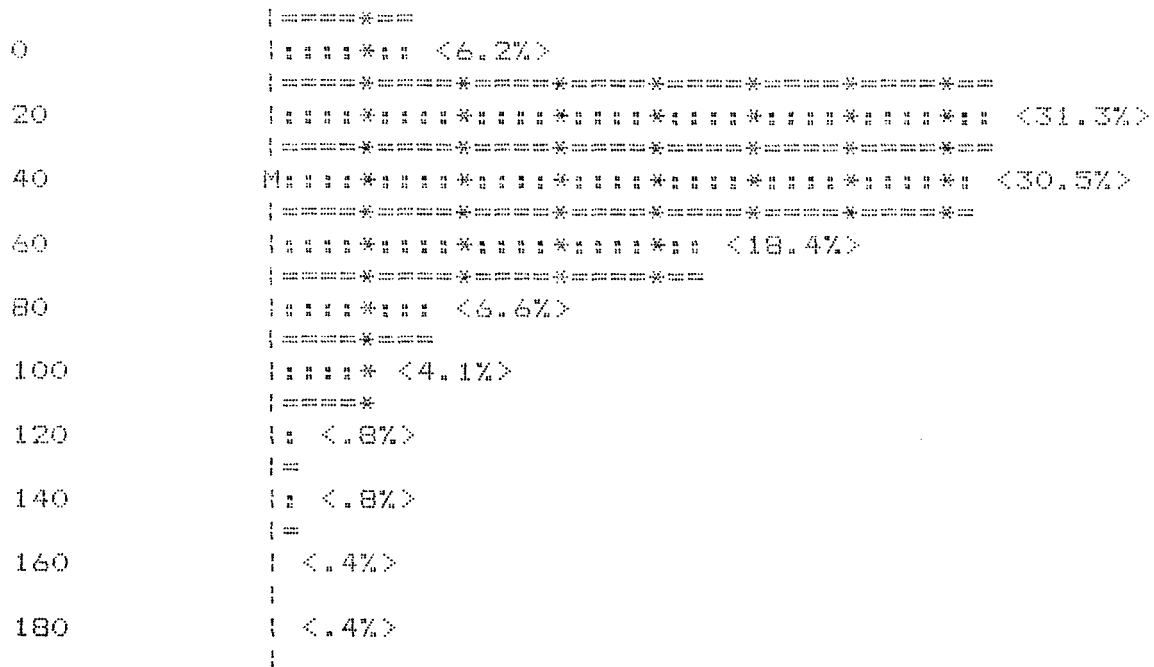 |====*==
0 |::::*:: <6.2%>
|====*====*====*====*====*====*====*==
20 |::::*::::*::::*::::*::::*::::*::::*:: <31.3%>
|====*====*====*====*====*====*====*==
40 M::::*::::*::::*::::*::::*::::*::::*: <30.5%>
|====*====*====*====*====*====*====*=
60 |::::*::::*::::*::::*:: <18.4%>
|====*====*====*====*==
80 |::::*::: <6.6%>
|====*===
100 |::::* <4.1%>
|====*
120 |: <.8%>
|=
140 |: <.8%>
|=
160 | <.4%>
|
180 | <.4%>
|